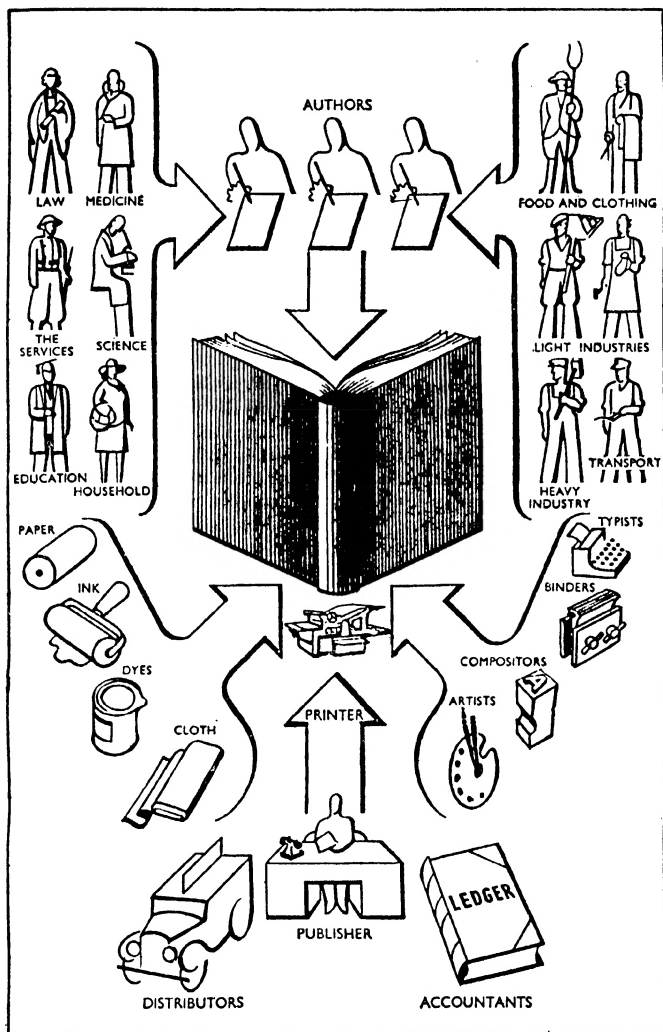 AUTHORS
LAW
MEDICINE
FOOD AND CLOTHING
THE
SERVICES
SCIENCE
LIGHT INDUSTRIES
EDUCATION
HOUSEHOLD
HEAVY
INDUSTRY
TRANSPORT
PAPER
INK
DYES
CLOTH
TYPISTS
BINDERS
COMPOSITORS
A
ARTISTS
PRINTER
LEDGER
PUBLISHER
DISTRIBUTORS
ACCOUNTANTS